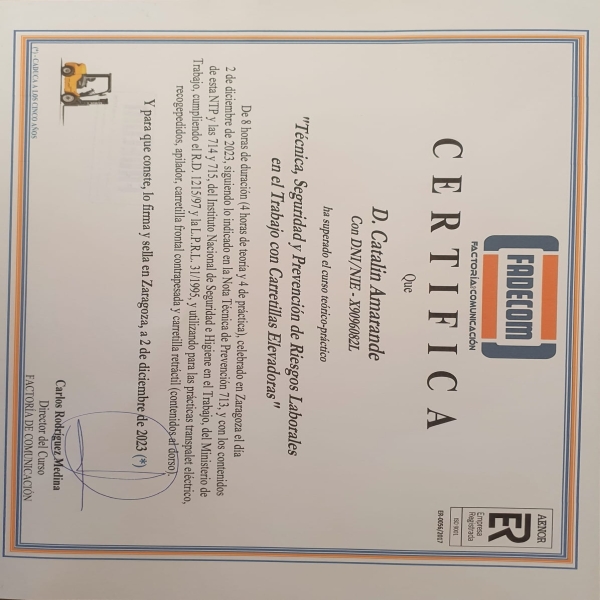 FADECOM
FACTORÍA DE COMUNICACIÓN
AENOR
ER
Empresa
Registrada
ISO 9001
ER-0056/2017
CERTIFICA
Que
D. Catalin Amarande
Con DNI/NIE - X9096082L
ha superado el curso teórico-práctico
"Técnica, Seguridad y Prevención de Riesgos Laborales
en el Trabajo con Carretillas Elevadoras"
De 8 horas de duración (4 horas de teoría y 4 de práctica), celebrado en Zaragoza el día
2 de diciembre de 2023, siguiendo lo indicado en la Nota Técnica de Prevención 713, y con los contenidos
de esta NTP y las 714 y 715, del Instituto Nacional de Seguridad e Higiene en el Trabajo, del Ministerio de
Trabajo, cumpliendo el R.D. 1215/97 y la L.P.R.L. 31/1995, y utilizando para las prácticas transpalet eléctrico,
recogepedidos, apilador, carretilla frontal contrapesada y carretilla retráctil (contenidos al dorso).
Y para que conste, lo firma y sella en Zaragoza, a 2 de diciembre de 2023 (*)
Carlos Rodríguez Medina
Director del Curso
FACTORÍA DE COMUNICACIÓN
(*) - CADUCA A LOS CINCO AÑOS